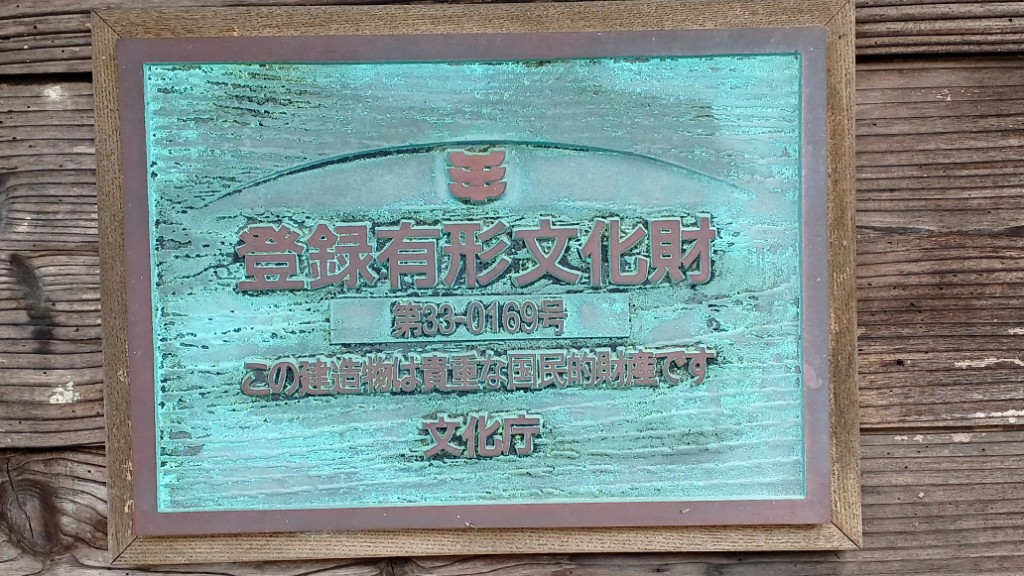 登録有形文化財
第33-0169号
この建造物は貴重な国民的財産です
文化庁